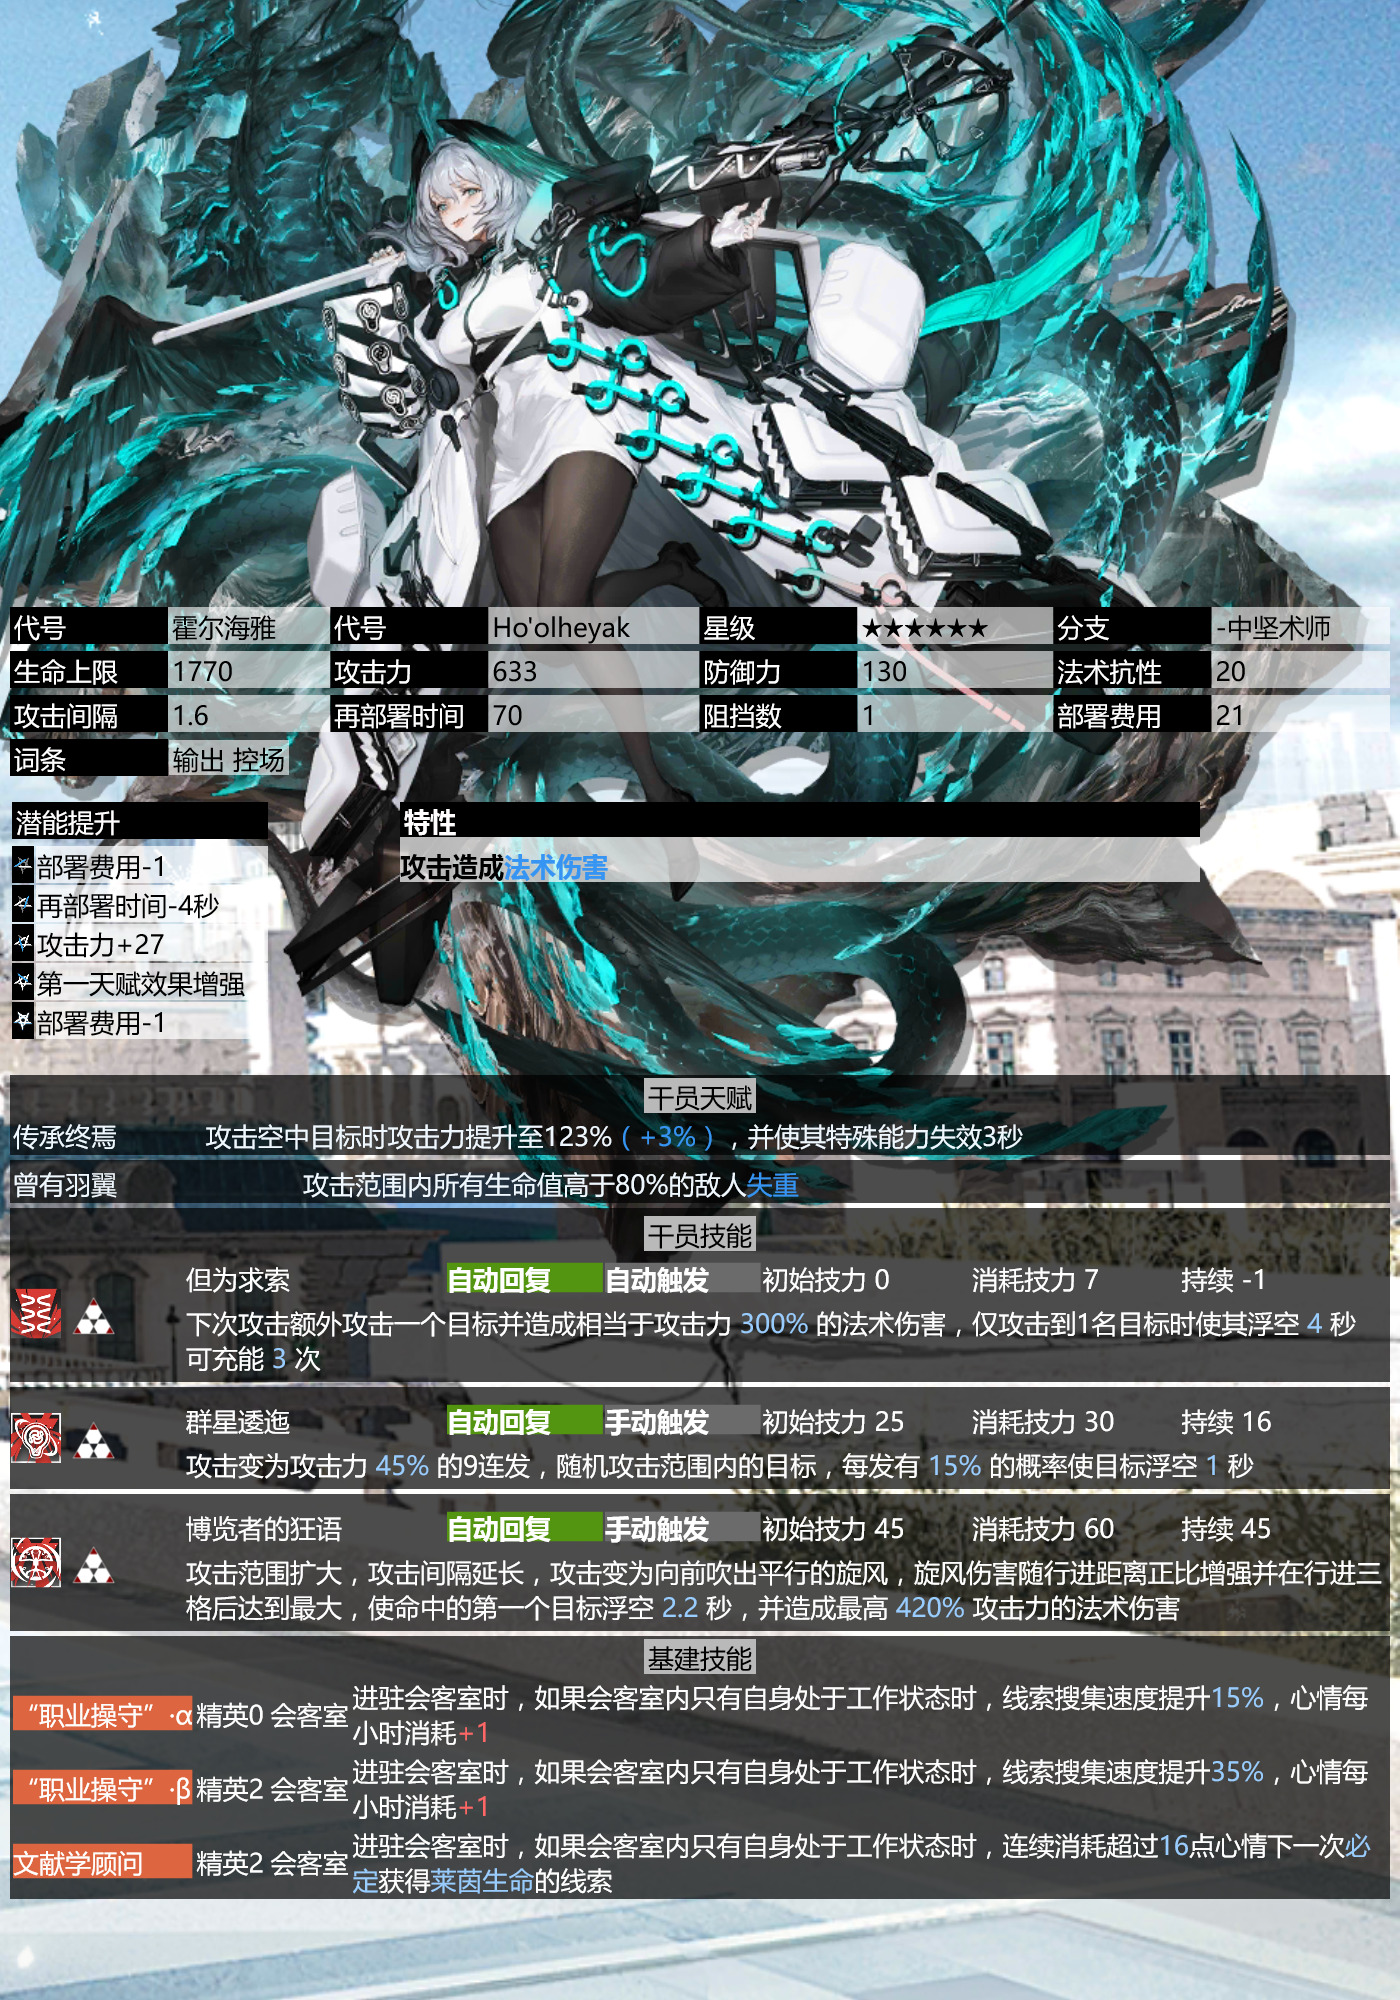 代号 霍尔海雅 代号 Ho'olheyak 星级 ★★★★★★ 分支 -中坚术师
生命上限 1770 攻击力 633 防御力 130 法术抗性 20
攻击间隔 1.6 再部署时间 70 阻挡数 1 部署费用 21
词条 输出 控场
潜能提升
部署费用-1
再部署时间-4秒
攻击力+27
第一天赋效果增强
部署费用-1
特性
攻击造成法术伤害
干员天赋
传承终焉 攻击空中目标时攻击力提升至123%（+3%），并使其特殊能力失效3秒
曾有羽翼 攻击范围内所有生命值高于80%的敌人失重
干员技能
但为求索 自动回复 自动触发 初始技力 0 消耗技力 7 持续 -1
下次攻击额外攻击一个目标并造成相当于攻击力 300% 的法术伤害，仅攻击到1名目标时使其浮空 4 秒
可充能 3 次
群星逶迤 自动回复 手动触发 初始技力 25 消耗技力 30 持续 16
攻击变为攻击力 45% 的9连发，随机攻击范围内的目标，每发有 15% 的概率使目标浮空 1 秒
博览者的狂语 自动回复 手动触发 初始技力 45 消耗技力 60 持续 45
攻击范围扩大，攻击间隔延长，攻击变为向前吹出平行的旋风，旋风伤害随行进距离正比增强并在行进三
格后达到最大，使命中的第一个目标浮空 2.2 秒，并造成最高 420% 攻击力的法术伤害
基建技能
“职业操守”·α 精英0 会客室 进驻会客室时，如果会客室内只有自身处于工作状态时，线索搜集速度提升15%，心情每
小时消耗+1
“职业操守”·β 精英2 会客室 进驻会客室时，如果会客室内只有自身处于工作状态时，线索搜集速度提升35%，心情每
小时消耗+1
文献学顾问 精英2 会客室 进驻会客室时，如果会客室内只有自身处于工作状态时，连续消耗超过16点心情下一次必
定获得莱茵生命的线索